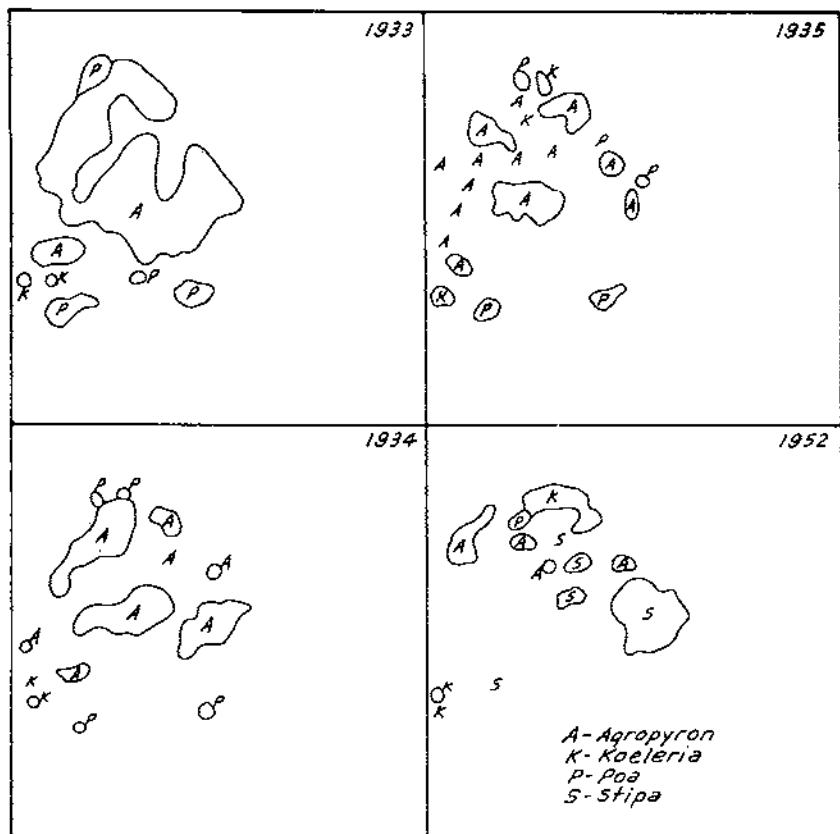 1933
P
A
A
K K P
P P
1935
P K
A A
K
A P
A A A A A
P
A
A A
A
A
A
K P
P
1934
P P
A
A
A A
A A
A
A
K
K P
P
1952
K
P
A A S
A S A
S
S
K S
K
A - Agropyron
K - Koeleria
P - Poa
S - Stipa